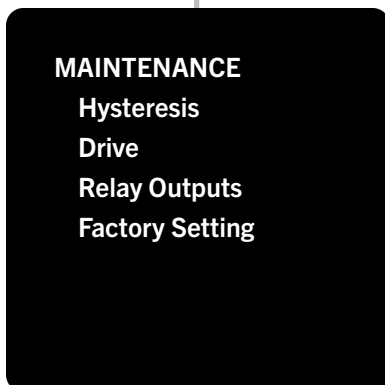 MAINTENANCE
Hysteresis
Drive
Relay Outputs
Factory Setting